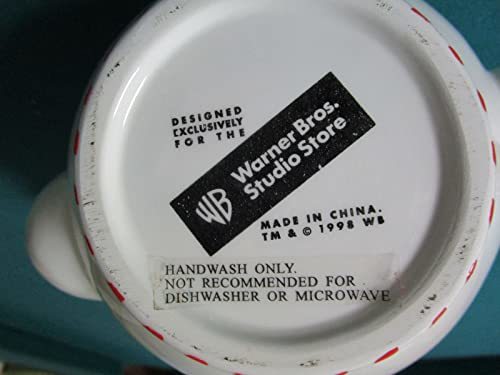 DESIGNED
EXCLUSIVELY
FOR THE
WB
Warner Bros.
Studio Store
MADE IN CHINA.
TM & © 1998 WB
HANDWASH ONLY.
NOT RECOMMENDED FOR
DISHWASHER OR MICROWAVE